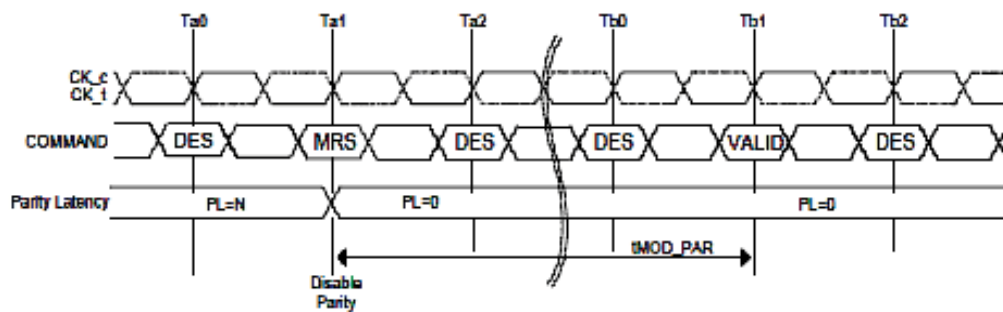 Ta0 Ta1 Ta2 Tb0 Tb1 Tb2
CK_c
CK_t
COMMAND DES MRS DES DES VALID DES
Parity Latency PL=N PL=0 PL=0
tMOD_PAR
Disable
Parity